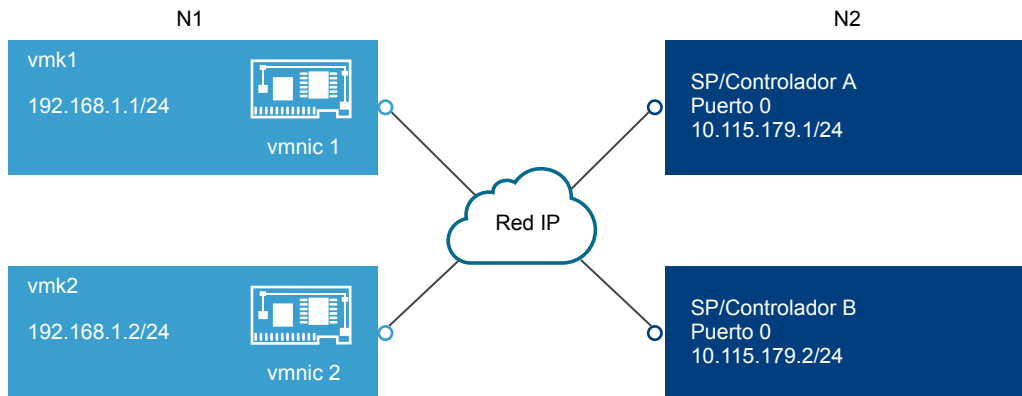 N1
N2
vmk1
192.168.1.1/24
vmnic 1
SP/Controlador A
Puerto 0
10.115.179.1/24
Red IP
vmk2
192.168.1.2/24
vmnic 2
SP/Controlador B
Puerto 0
10.115.179.2/24